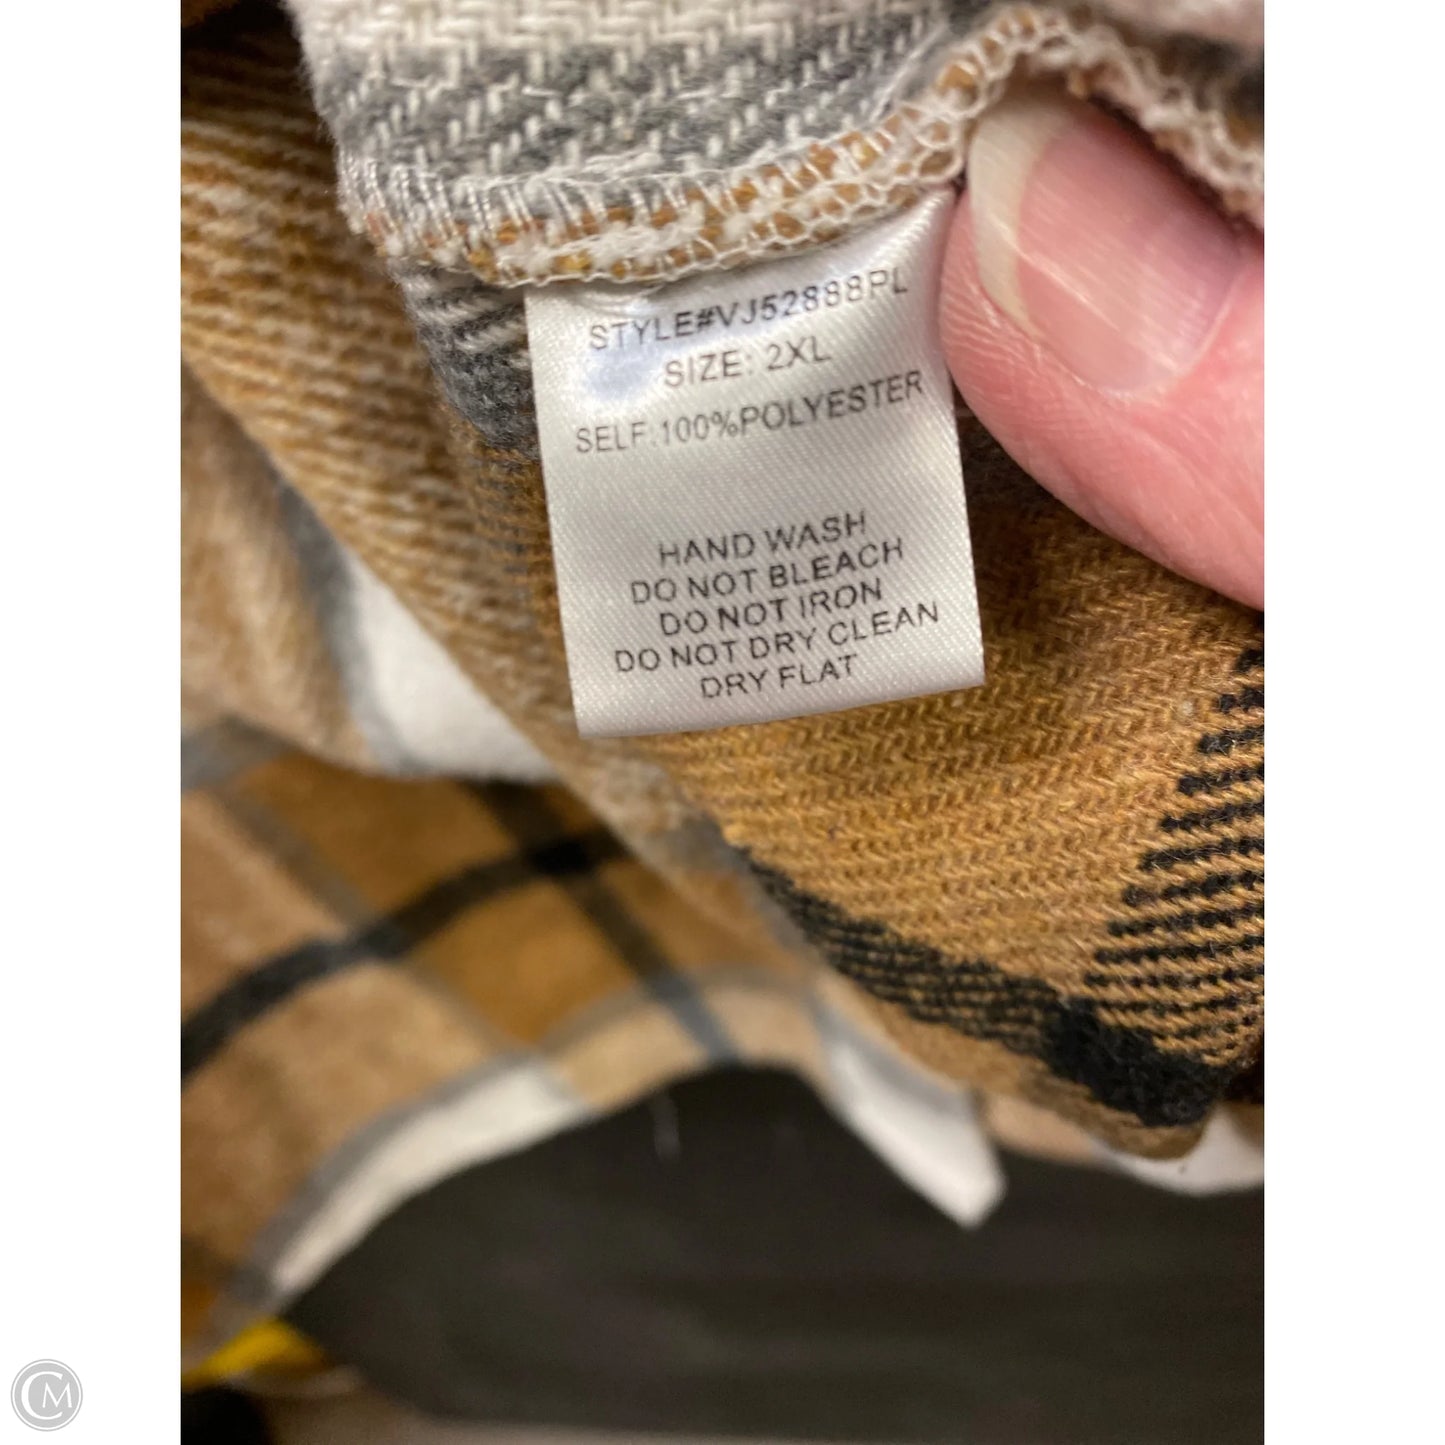 STYLE#VJ52888PL
SIZE: 2XL
SELF:100%POLYESTER
HAND WASH
DO NOT BLEACH
DO NOT IRON
DO NOT DRY CLEAN
DRY FLAT
CM